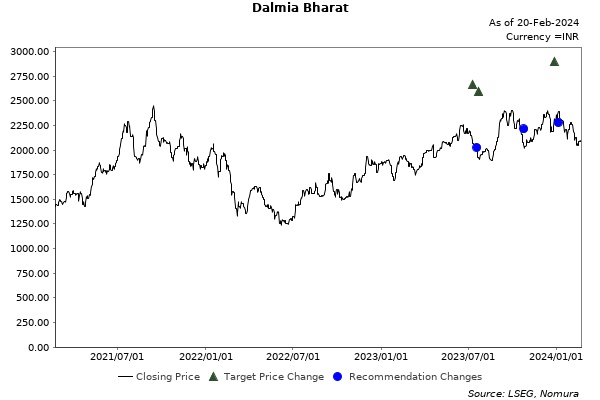 Dalmia Bharat
As of 20-Feb-2024
Currency =INR
3000.00
2750.00
2500.00
2250.00
2000.00
1750.00
1500.00
1250.00
1000.00
750.00
500.00
250.00
0.00
2021/07/01 2022/01/01 2022/07/01 2023/01/01 2023/07/01 2024/01/01
Closing Price Target Price Change Recommendation Changes
Source: LSEG, Nomura